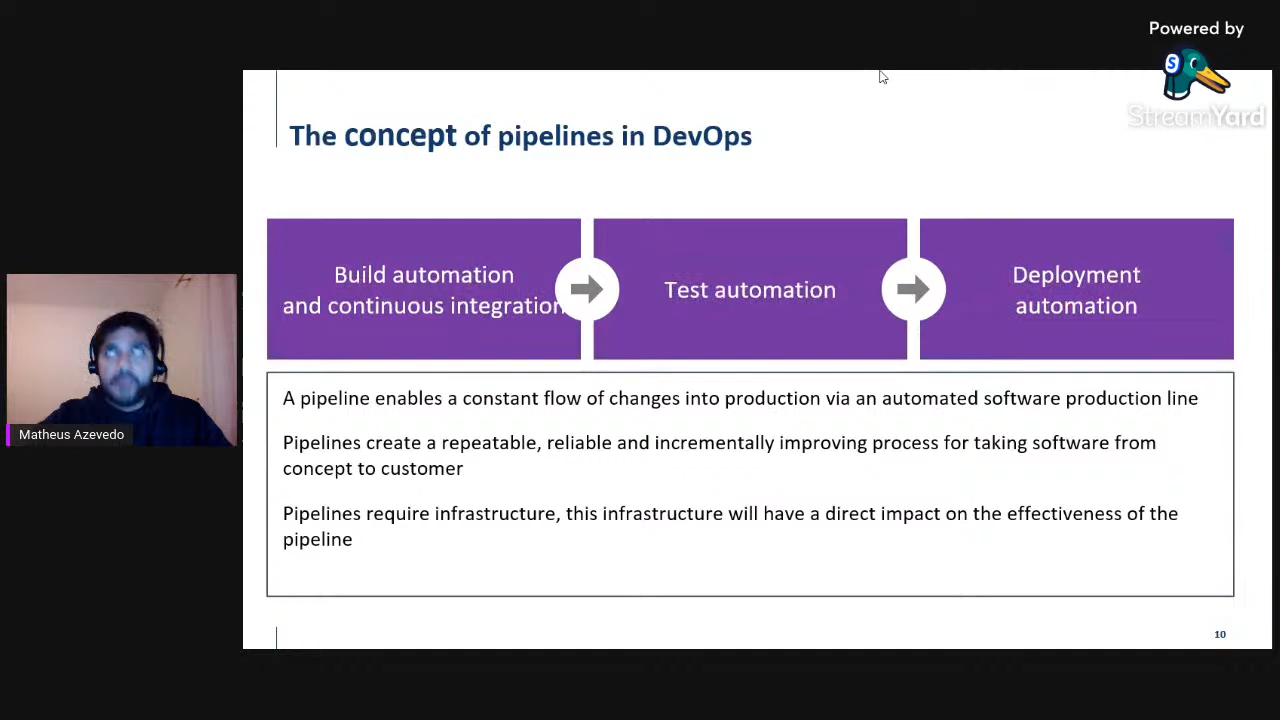 Powered by
StreamYard
The concept of pipelines in DevOps
Build automation
and continuous integration
Test automation
Deployment
automation
A pipeline enables a constant flow of changes into production via an automated software production line
Pipelines create a repeatable, reliable and incrementally improving process for taking software from
concept to customer
Pipelines require infrastructure, this infrastructure will have a direct impact on the effectiveness of the
pipeline
Matheus Azevedo
10